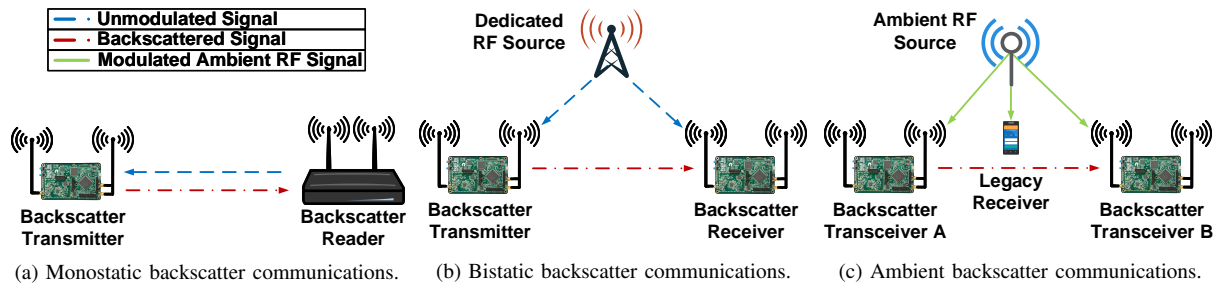 Unmodulated Signal
Backscattered Signal
Modulated Ambient RF Signal
Backscatter
Transmitter
Backscatter
Reader
(a) Monostatic backscatter communications.
Dedicated
RF Source
Backscatter
Transmitter
Backscatter
Receiver
(b) Bistatic backscatter communications.
Ambient RF
Source
Legacy
Receiver
Backscatter
Transceiver A
Backscatter
Transceiver B
(c) Ambient backscatter communications.